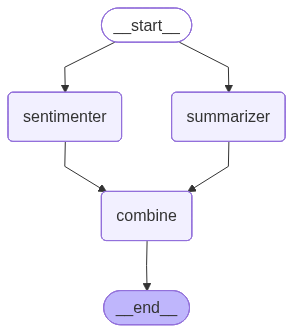 __start__
sentimenter
summarizer
combine
__end__